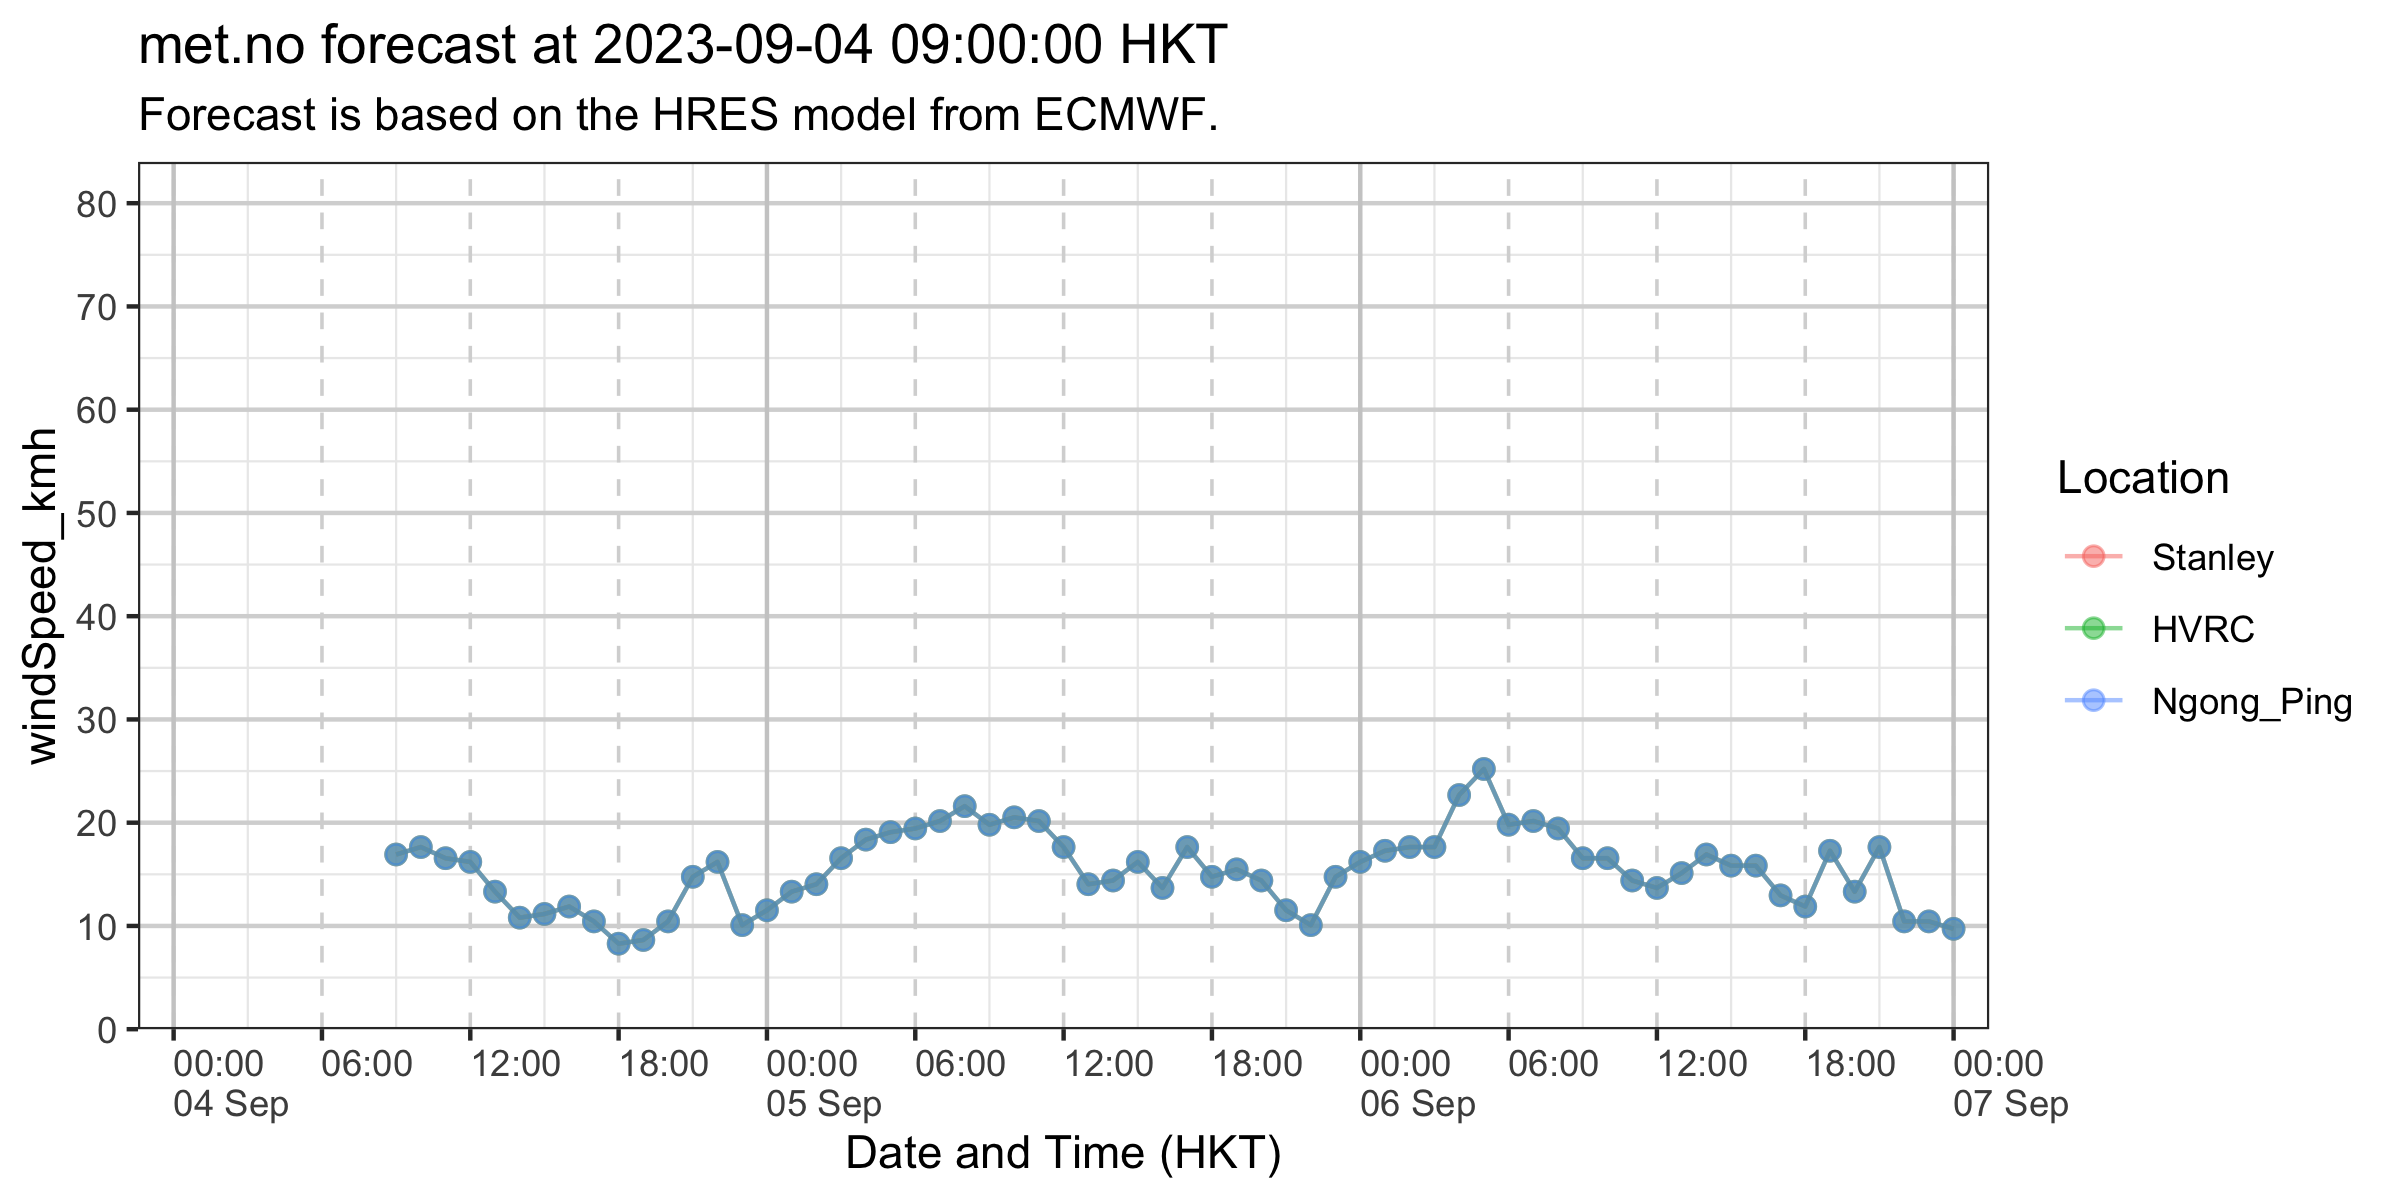 met.no forecast at 2023-09-04 09:00:00 HKT
Forecast is based on the HRES model from ECMWF.
windSpeed_kmh
80
70
60
50
40
30
20
10
0
00:00 06:00 12:00 18:00 00:00 06:00 12:00 18:00 00:00 06:00 12:00 18:00 00:00
04 Sep 05 Sep 06 Sep 07 Sep
Date and Time (HKT)
Location
Stanley
HVRC
Ngong_Ping